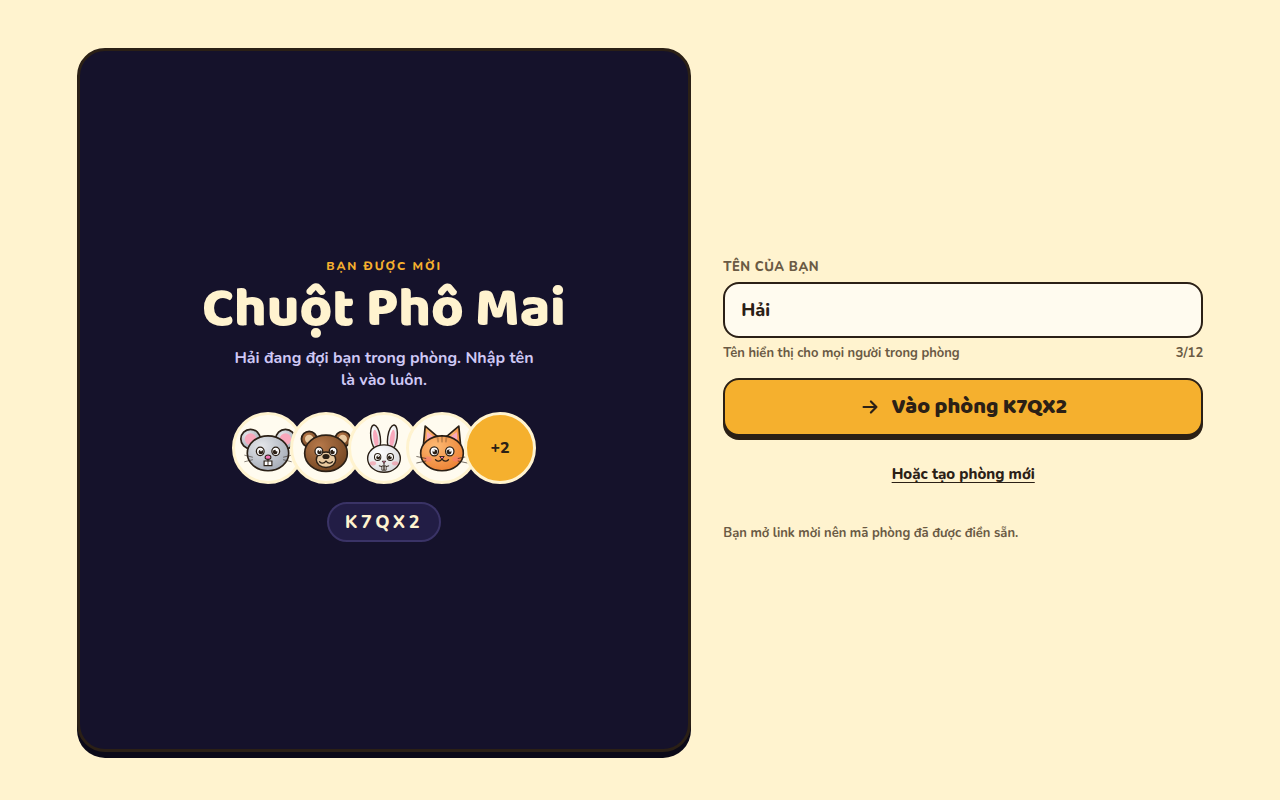 BẠN ĐƯỢC MỜI
Chuột Phô Mai
Hải đang đợi bạn trong phòng. Nhập tên
là vào luôn.
+2
K7QX2
TÊN CỦA BẠN
Hải
Tên hiển thị cho mọi người trong phòng
3/12
→ Vào phòng K7QX2
Hoặc tạo phòng mới
Bạn mở link mời nên mã phòng đã được điền sẵn.